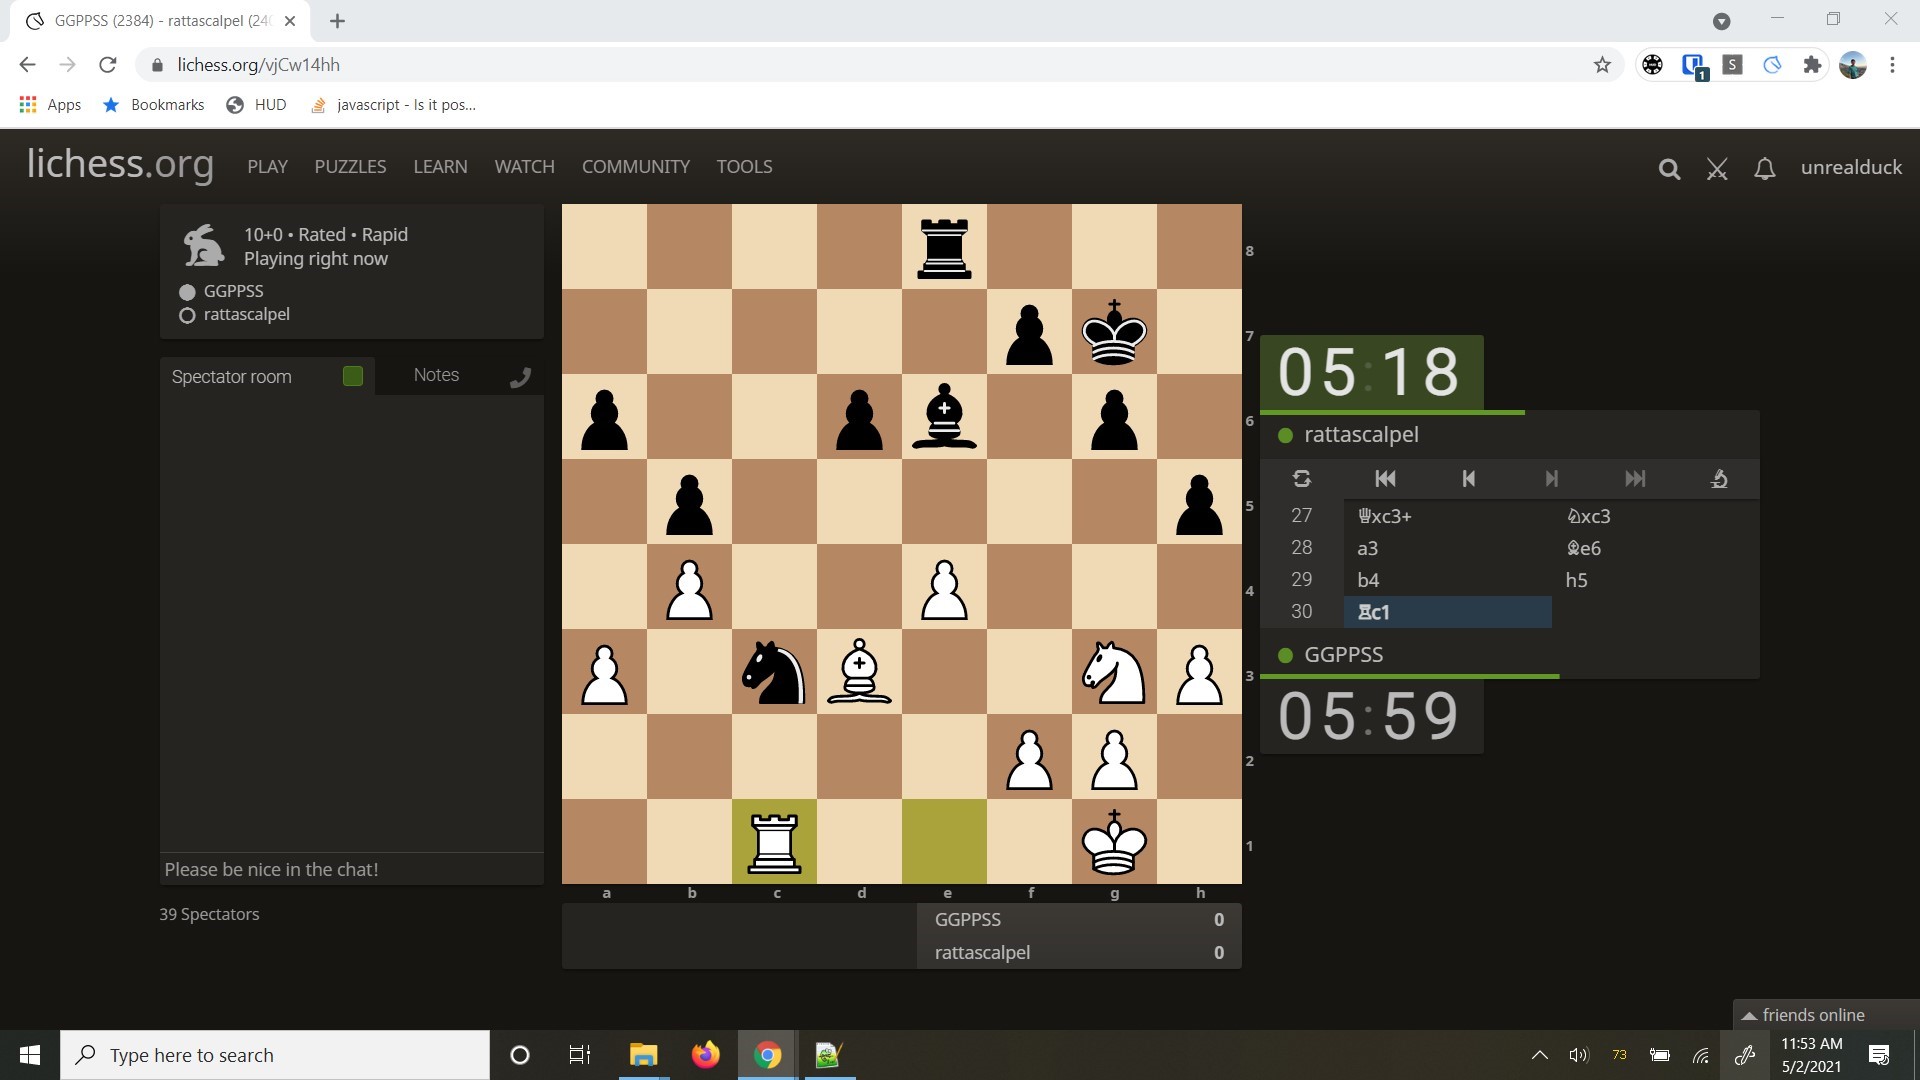 GGPPSS (2384) - rattascalpel (240
lichess.org/vjCw14hh
S
1
Apps
Bookmarks
HUD
javascript - Is it pos...
lichess.org
PLAY
PUZZLES
LEARN
WATCH
COMMUNITY
TOOLS
unrealduck
10+0 • Rated • Rapid
Playing right now
GGPPSS
rattascalpel
Spectator room
Notes
Please be nice in the chat!
39 Spectators
8
7
6
5
4
3
2
1
a b c d e f g h
05:18
rattascalpel
27 ♕xc3+ ♘xc3
28 a3 ♗e6
29 b4 h5
30 ♖c1
GGPPSS
05:59
GGPPSS 0
rattascalpel 0
friends online
Type here to search
73
11:53 AM
5/2/2021